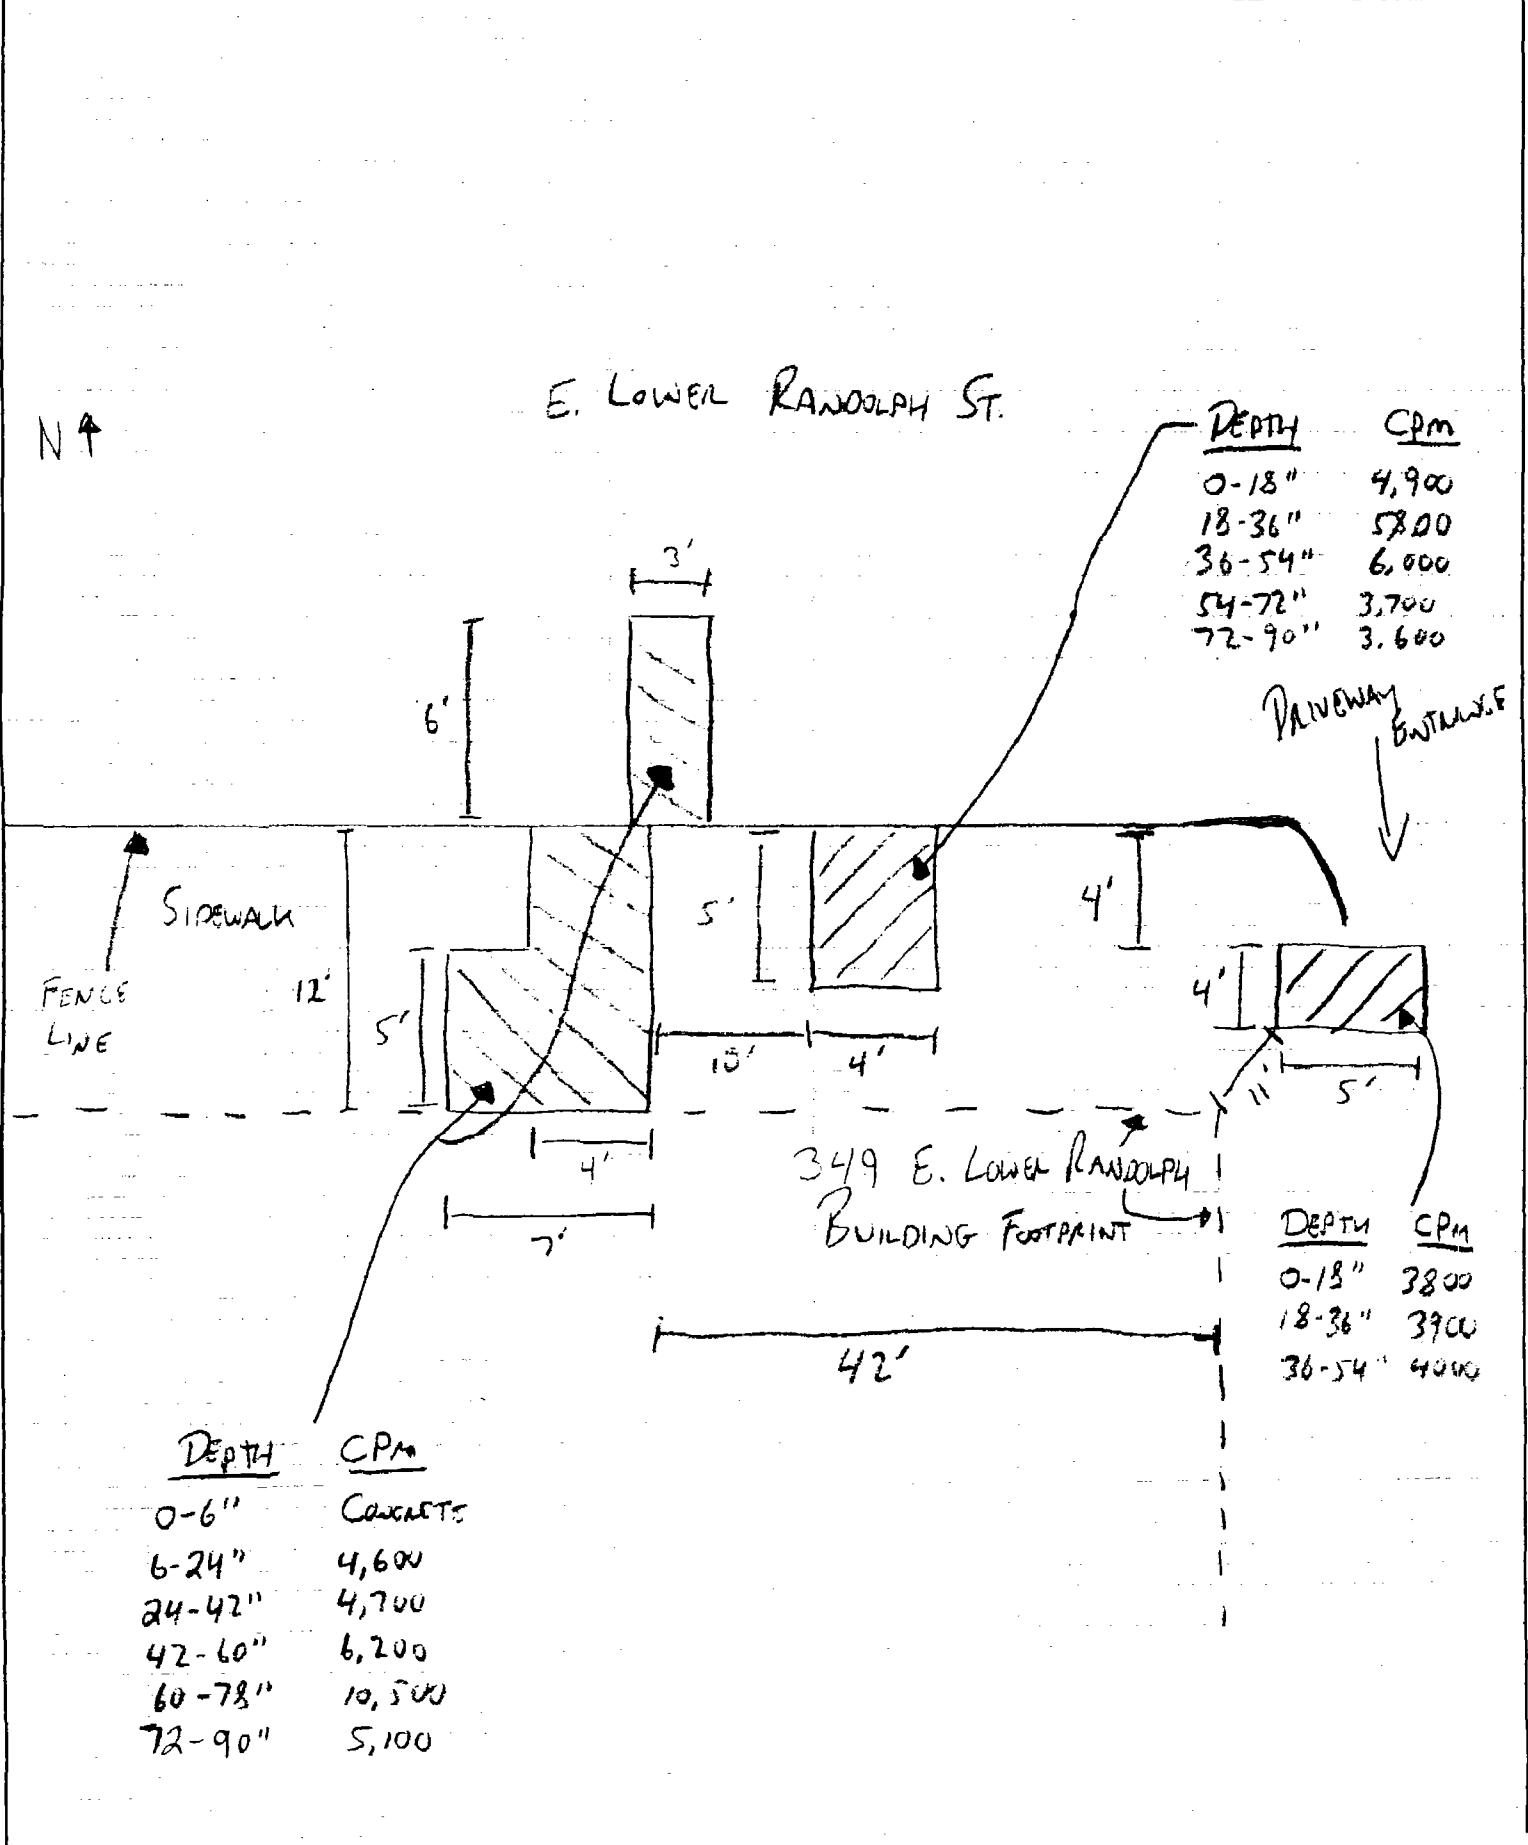 E. LOWER RANDOLPH ST.
N
DEPTH CPM
0-18" 4,900
18-36" 5800
36-54" 6,000
54-72" 3,700
72-90" 3.600
3'
6'
DRIVEWAY
ENTRANCE
SIDEWALK
FENCE
LINE
12'
5'
5'
4'
4'
10'
4'
11'
5'
4'
7'
349 E. LOWER RANDOLPH
BUILDING FOOTPRINT
42'
DEPTH CPM
0-18" 3800
18-36" 3900
36-54" 4000
DEPTH CPM
0-6" CONCRETE
6-24" 4,600
24-42" 4,700
42-60" 6,200
60-78" 10,500
72-90" 5,100